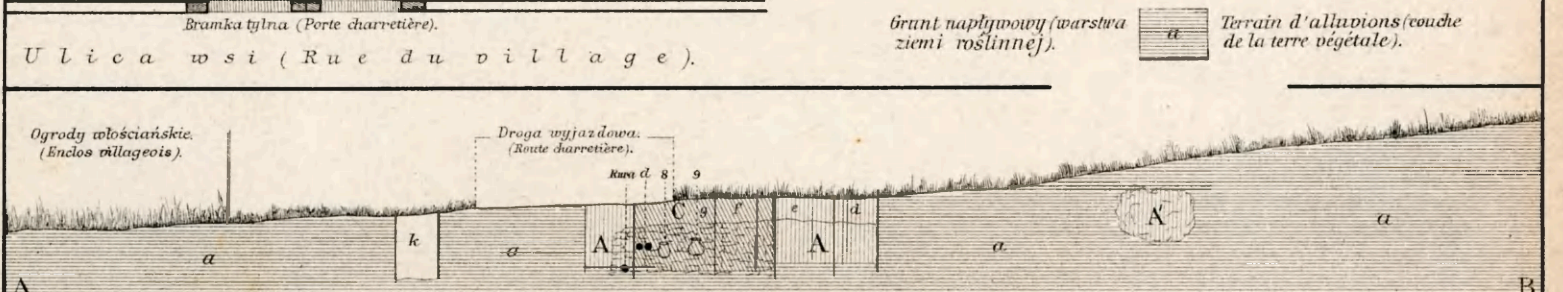 Bramka tylna (Porte charretière).
Ulica wsi (Rue du village).
Grunt napływowy (warstwa
ziemi roślinnej).
a
Terrain d'alluvions (couche
de la terre végétale).
Ogrody włościańskie.
(Enclos villageois).
Droga wyjazdowa.
(Route charretière).
d 8 9
C g f e d
k
A
A
A'
a
a
a
a
A
B